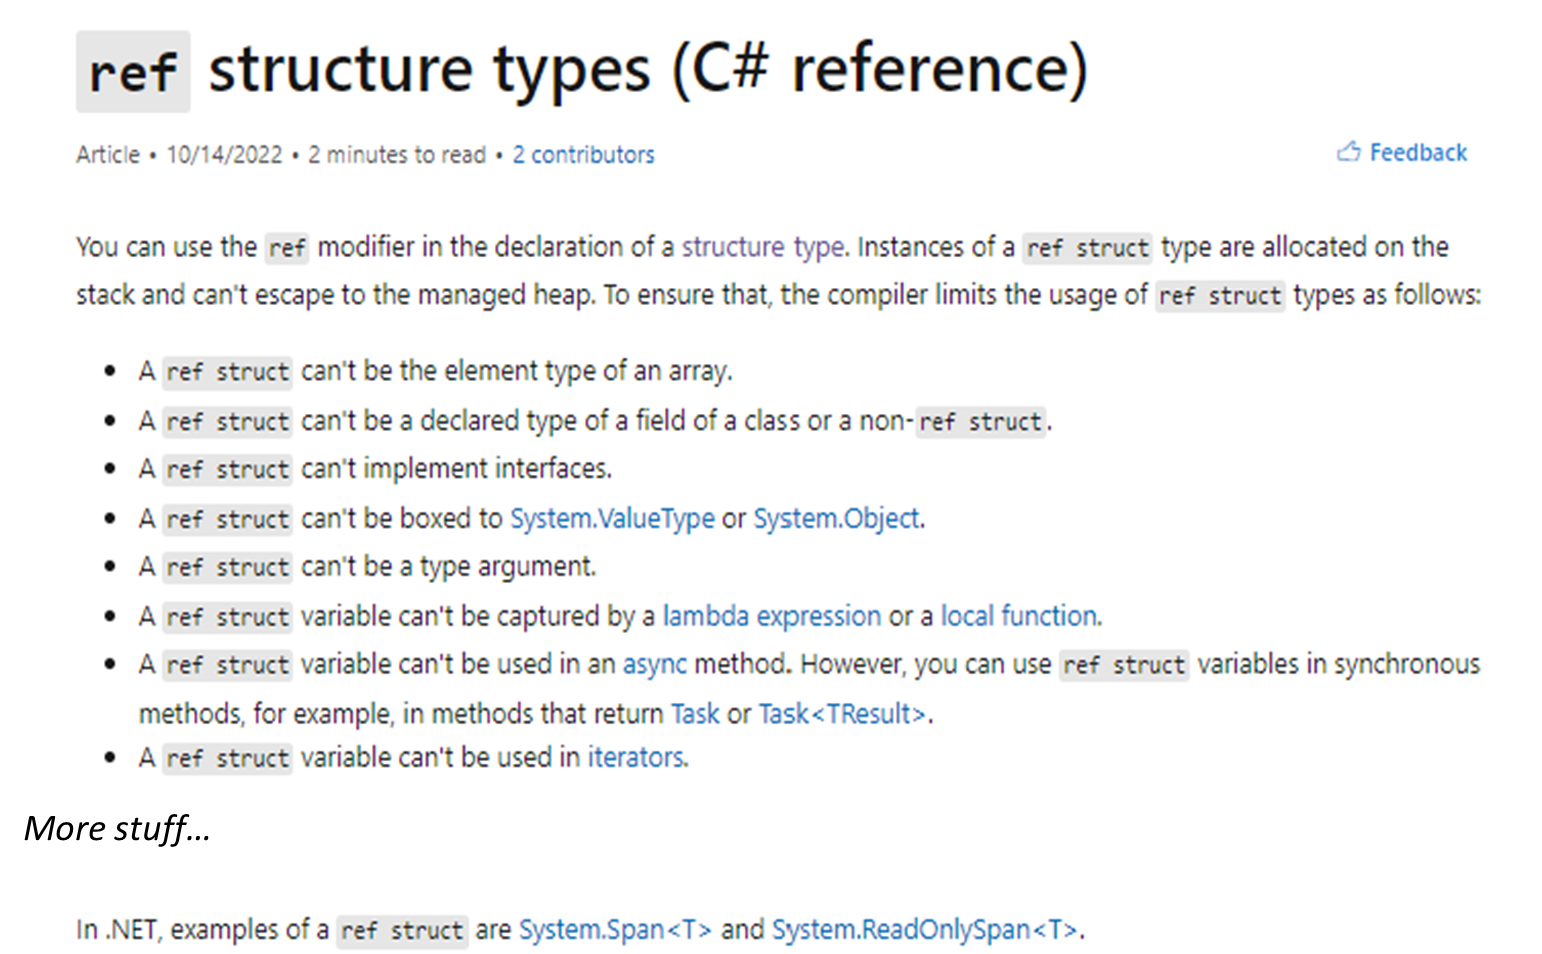 ref structure types (C# reference)
Article • 10/14/2022 • 2 minutes to read • 2 contributors
Feedback
You can use the ref modifier in the declaration of a structure type. Instances of a ref struct type are allocated on the
stack and can't escape to the managed heap. To ensure that, the compiler limits the usage of ref struct types as follows:
• A ref struct can't be the element type of an array.
• A ref struct can't be a declared type of a field of a class or a non-ref struct.
• A ref struct can't implement interfaces.
• A ref struct can't be boxed to System.ValueType or System.Object.
• A ref struct can't be a type argument.
• A ref struct variable can't be captured by a lambda expression or a local function.
• A ref struct variable can't be used in an async method. However, you can use ref struct variables in synchronous
methods, for example, in methods that return Task or Task<TResult>.
• A ref struct variable can't be used in iterators.
More stuff...
In .NET, examples of a ref struct are System.Span<T> and System.ReadOnlySpan<T>.